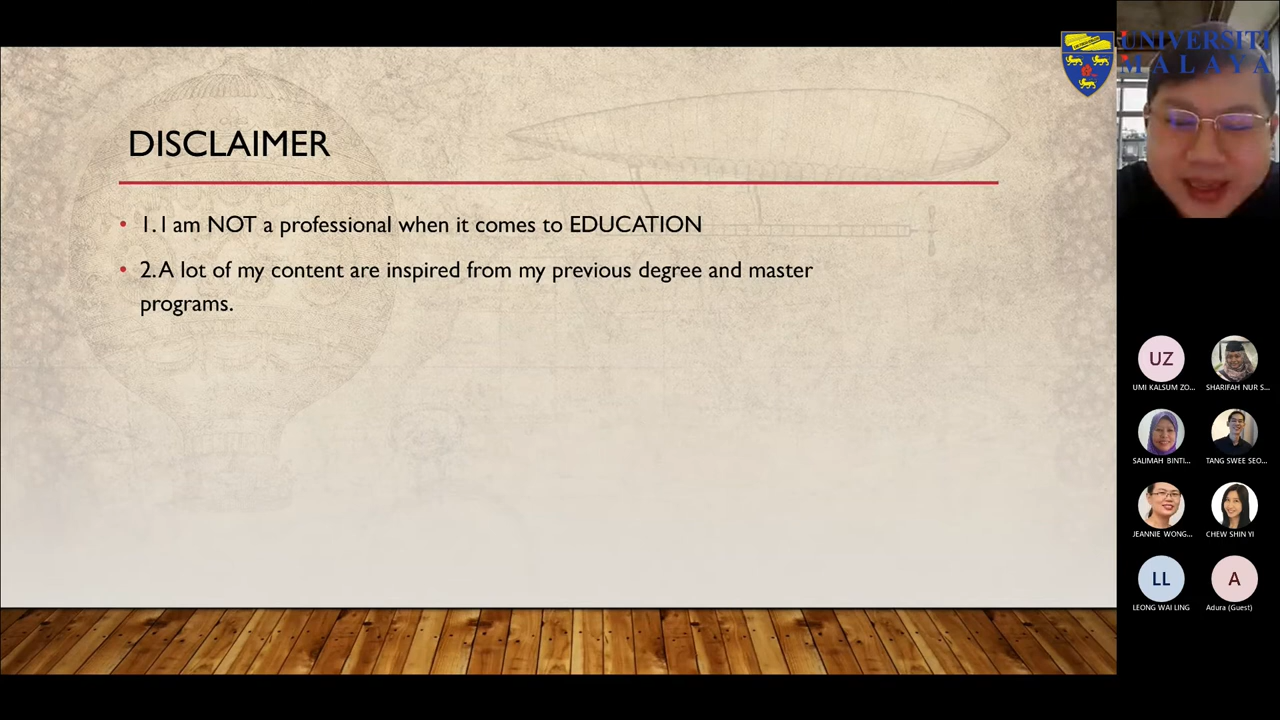 UNIVERSITI
MALAYA
DISCLAIMER
• 1. I am NOT a professional when it comes to EDUCATION
• 2. A lot of my content are inspired from my previous degree and master
programs.
UZ
UMI KALSUM ZO...
SHARIFAH NUR S...
SALIMAH BINTI...
TANG SWEE SEO...
JEANNIE WONG...
CHEW SHIN YI
LL
LEONG WAI LING
A
Adura (Guest)